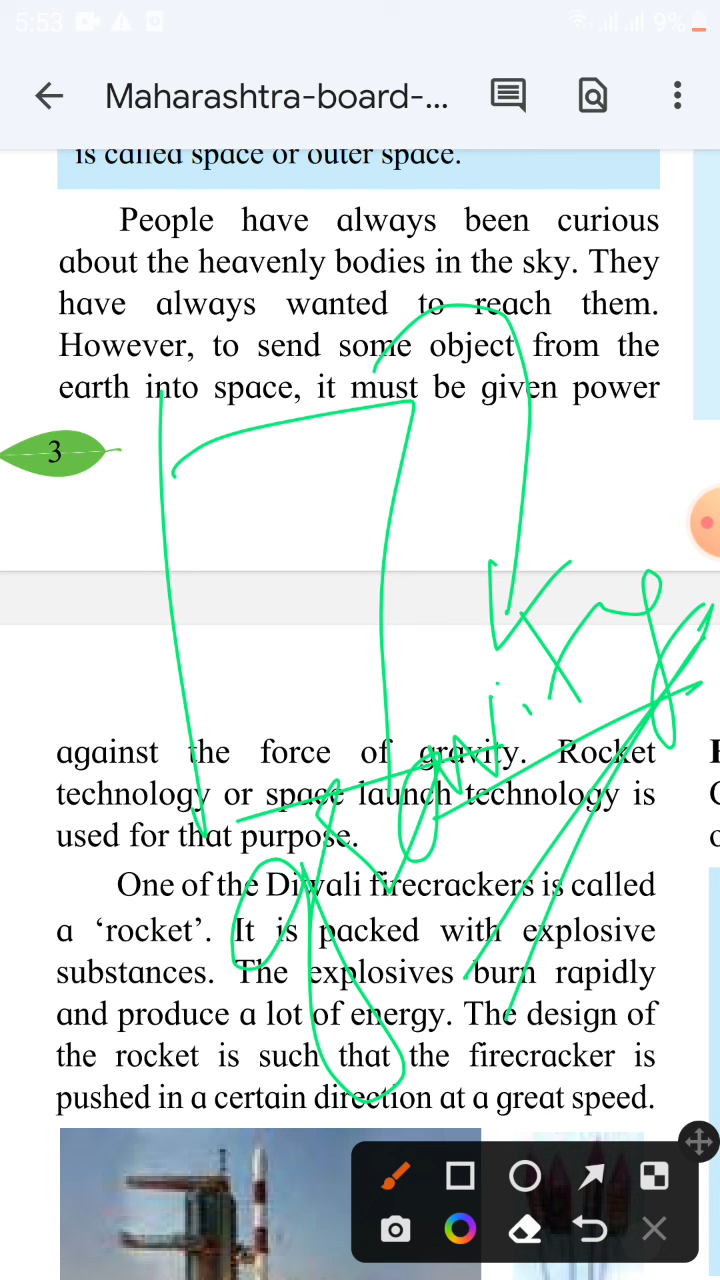 5:53 9%
Maharashtra-board-...
is called space or outer space.
People have always been curious
about the heavenly bodies in the sky. They
have always wanted to reach them.
However, to send some object from the
earth into space, it must be given power
3
against the force of gravity. Rocket
technology or space launch technology is
used for that purpose.
One of the Diwali firecrackers is called
a ‘rocket’. It is packed with explosive
substances. The explosives burn rapidly
and produce a lot of energy. The design of
the rocket is such that the firecracker is
pushed in a certain direction at a great speed.